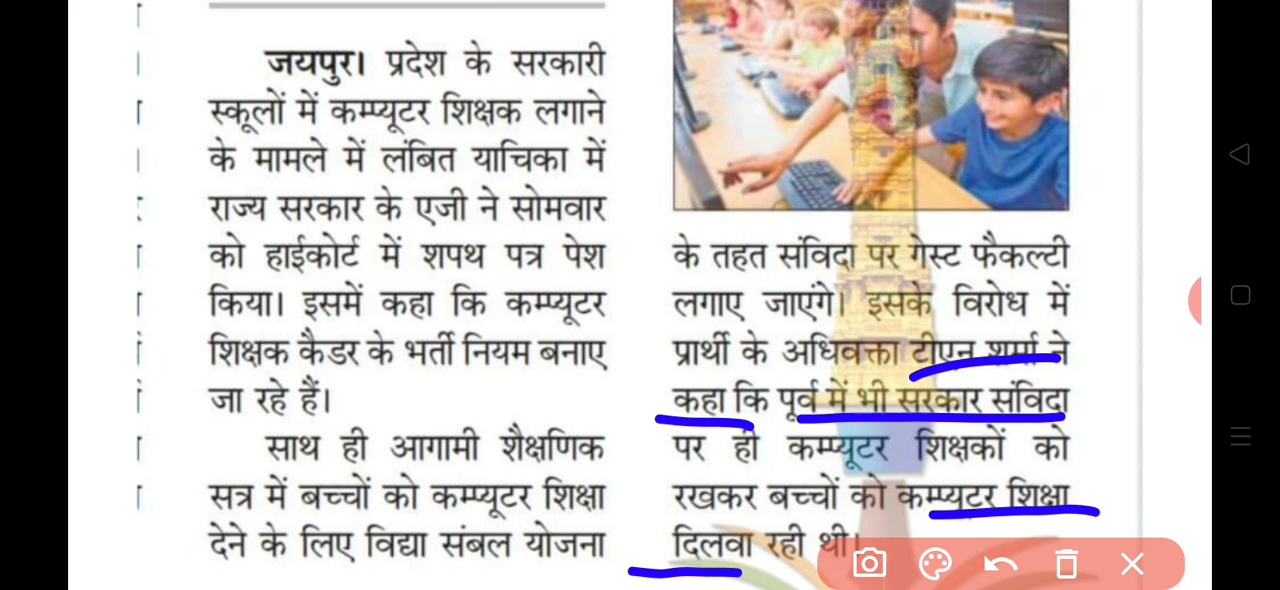 जयपुर। प्रदेश के सरकारी
स्कूलों में कम्प्यूटर शिक्षक लगाने
के मामले में लंबित याचिका में
राज्य सरकार के एजी ने सोमवार
को हाईकोर्ट में शपथ पत्र पेश
किया। इसमें कहा कि कम्प्यूटर
शिक्षक कैडर के भर्ती नियम बनाए
जा रहे हैं।
साथ ही आगामी शैक्षणिक
सत्र में बच्चों को कम्प्यूटर शिक्षा
देने के लिए विद्या संबल योजना
के तहत संविदा पर गेस्ट फैकल्टी
लगाए जाएंगे। इसके विरोध में
प्रार्थी के अधिवक्ता टीएन शर्मा ने
कहा कि पूर्व में भी सरकार संविदा
पर ही कम्प्यूटर शिक्षकों को
रखकर बच्चों को कम्प्यूटर शिक्षा
दिलवा रही थी।